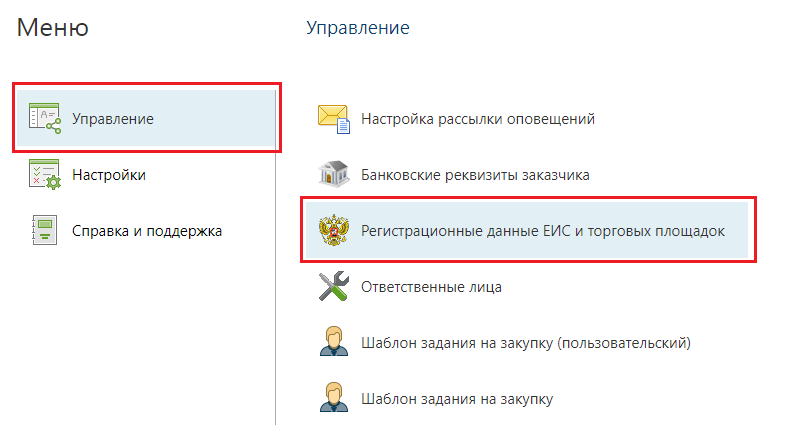 Меню
Управление
Управление
Настройки
Справка и поддержка
Настройка рассылки оповещений
Банковские реквизиты заказчика
Регистрационные данные ЕИС и торговых площадок
Ответственные лица
Шаблон задания на закупку (пользовательский)
Шаблон задания на закупку